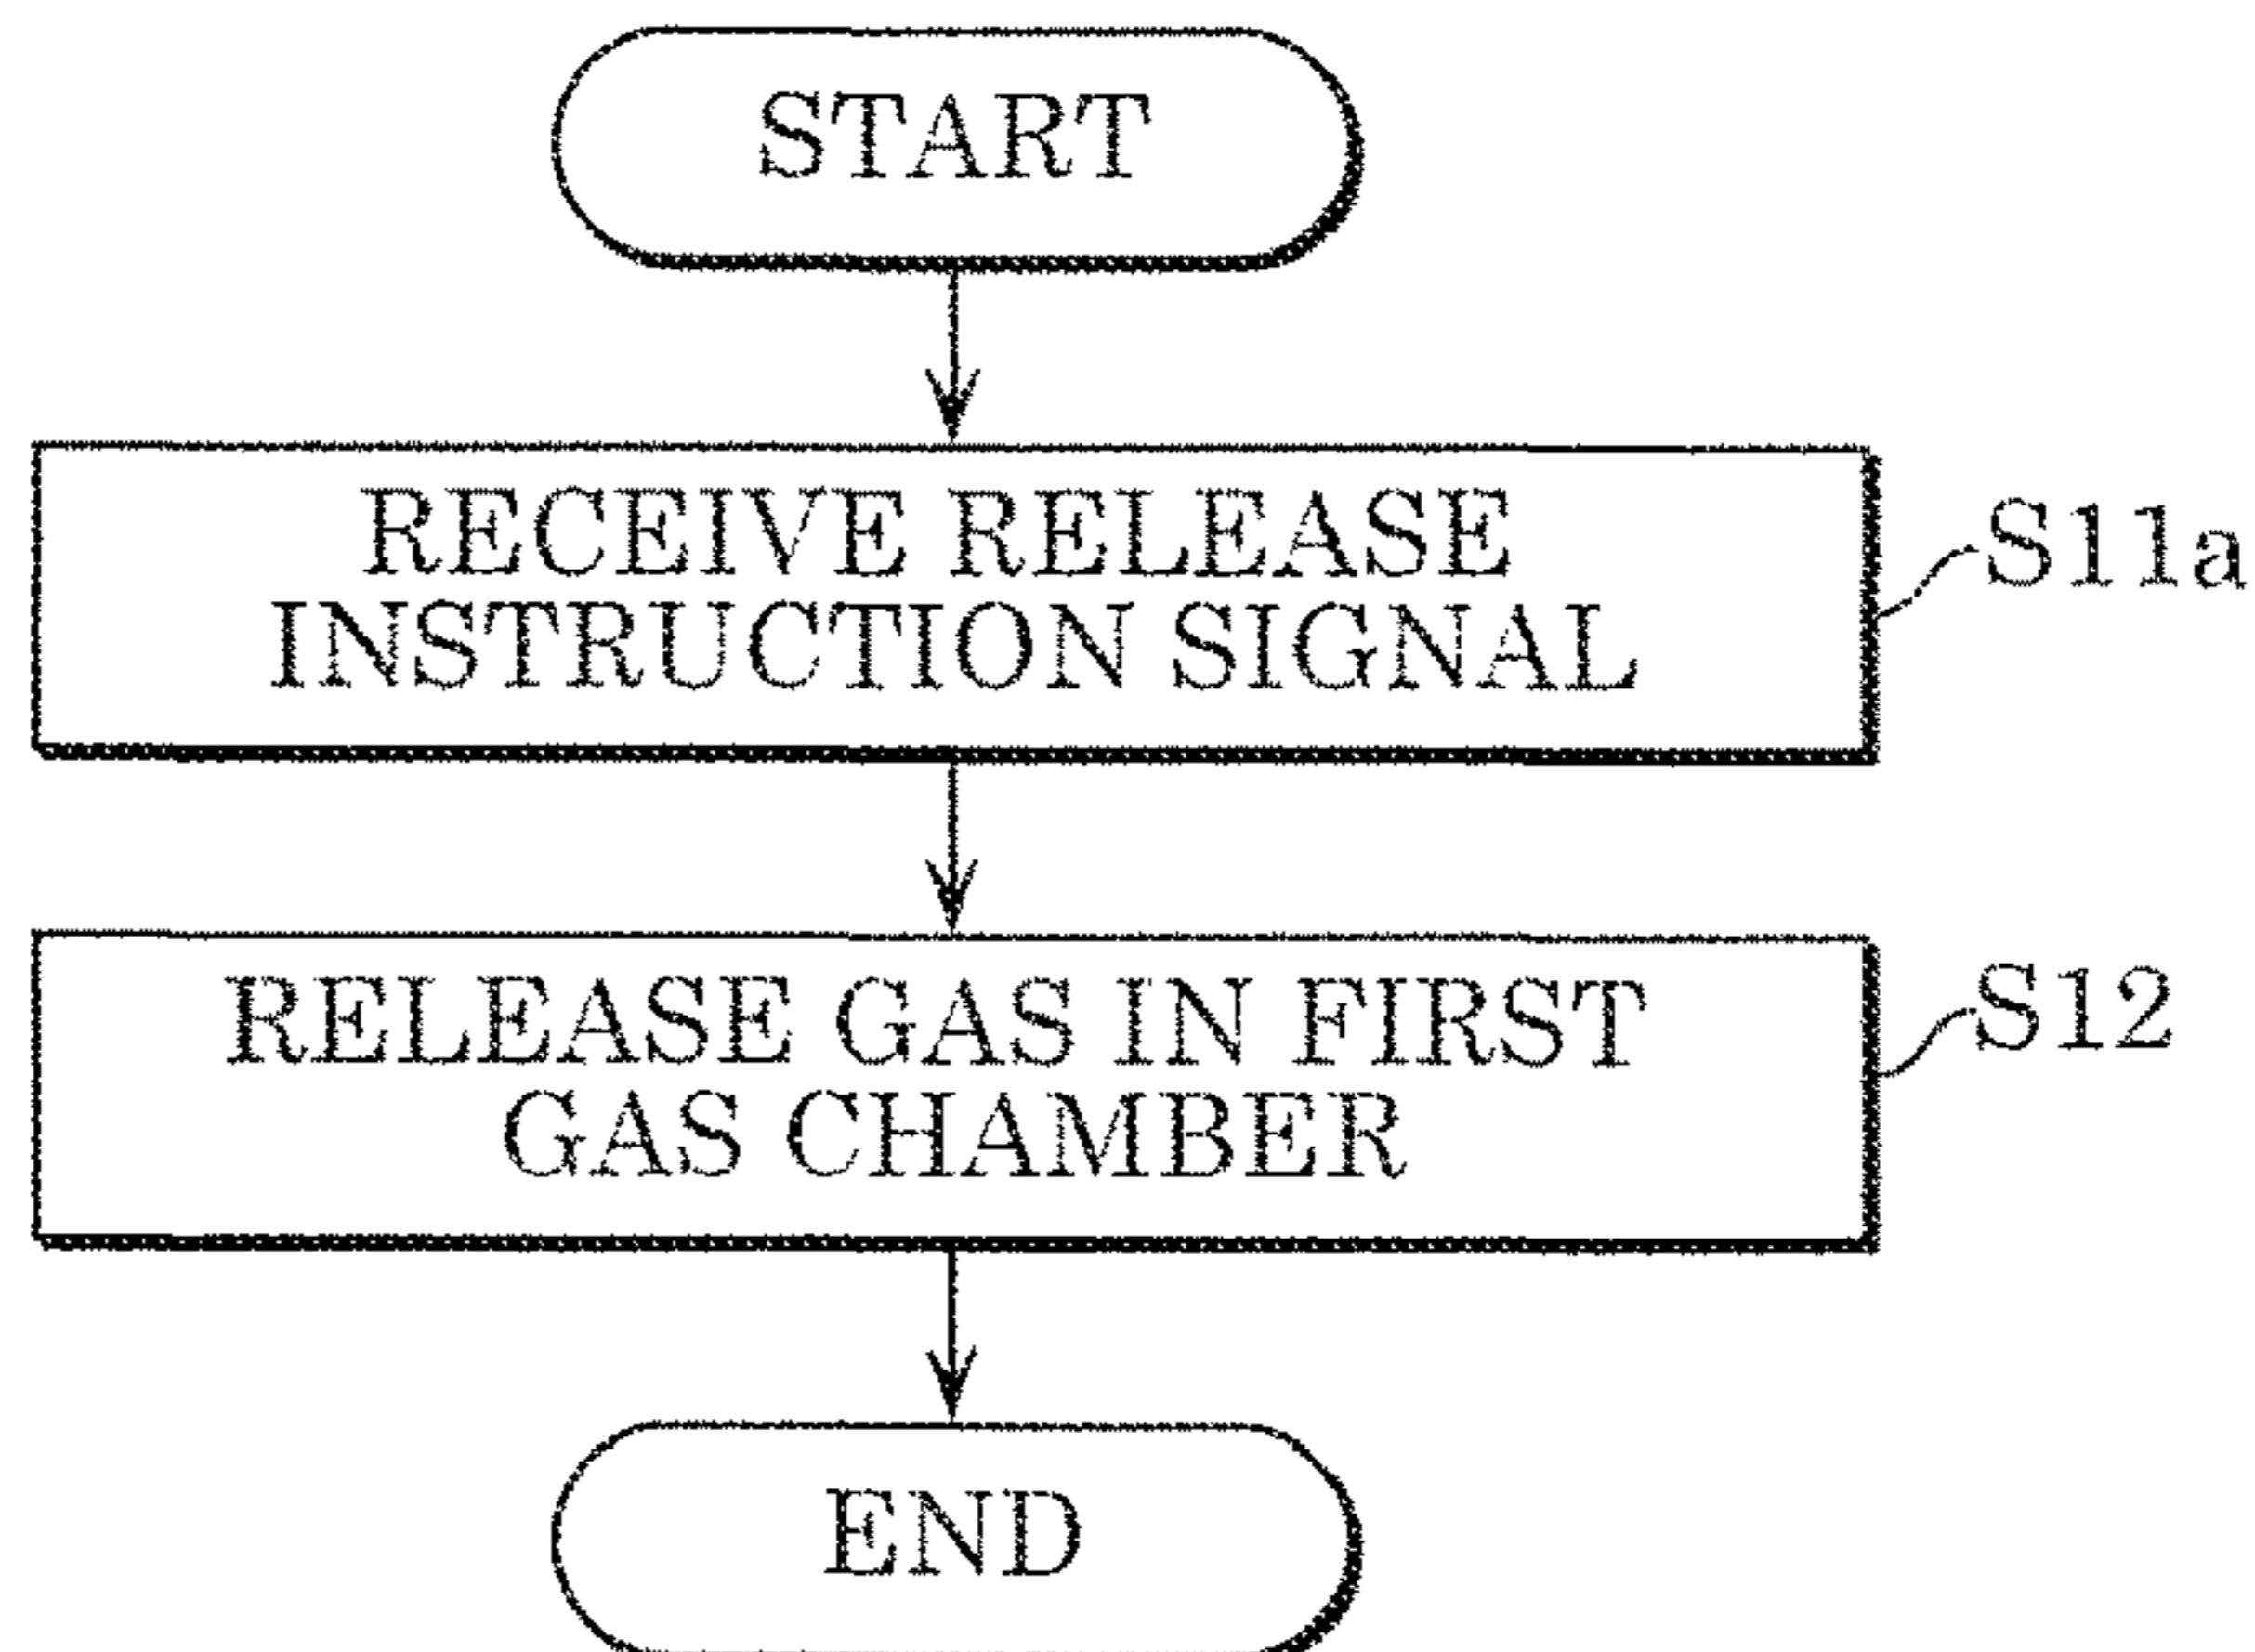 START
RECEIVE RELEASE
INSTRUCTION SIGNAL
S11a
RELEASE GAS IN FIRST
GAS CHAMBER
S12
END